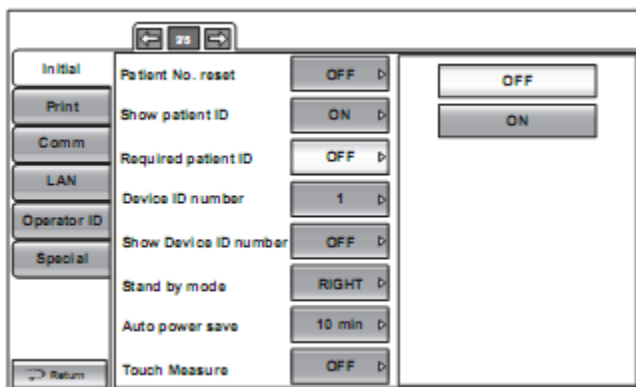 25
Initial
Print
Comm
LAN
Operator ID
Special
Return
Patient No. reset OFF
Show patient ID ON
Required patient ID OFF
Device ID number 1
Show Device ID number OFF
Stand by mode RIGHT
Auto power save 10 min
Touch Measure OFF
OFF
ON